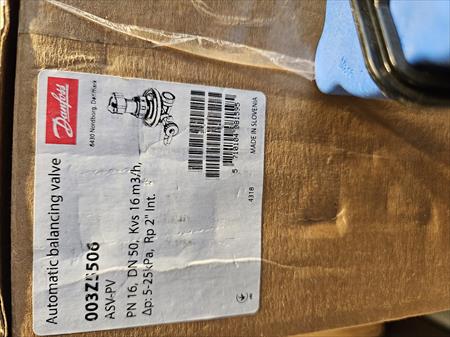 Danfoss
6430 Nordborg, Denmark
Automatic balancing valve
003Z5506
ASV-PV
PN 16, DN 50, Kvs 16 m3/h,
Δp: 5-25kPa, Rp 2" Int.
MADE IN SLOVENIA
4318